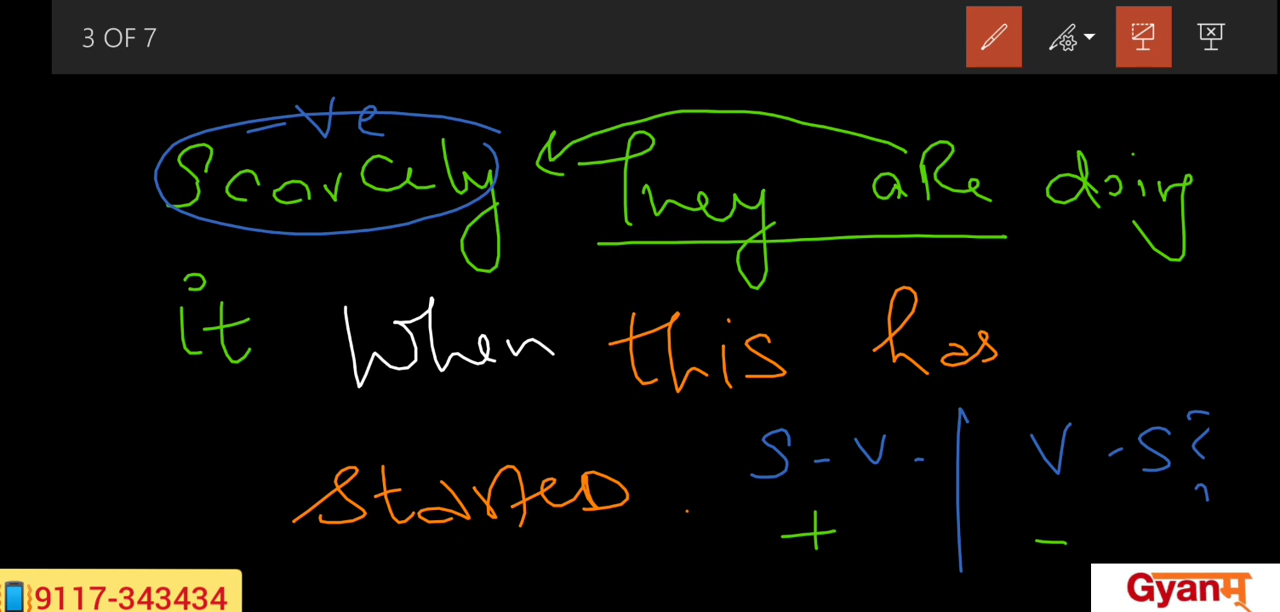 3 OF 7
-ve
Scarcely They aRe doing
it When this has
S - V - | V - S ?
started .
+ -
9117-343434
Gyanम्